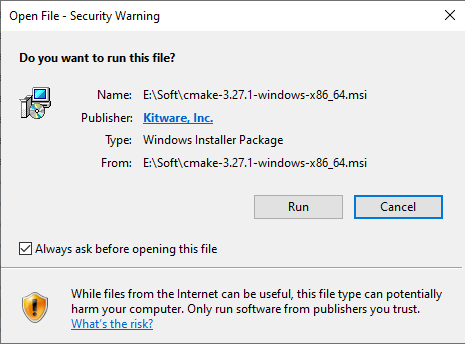 Open File - Security Warning
Do you want to run this file?
Name: E:\Soft\cmake-3.27.1-windows-x86_64.msi
Publisher: Kitware, Inc.
Type: Windows Installer Package
From: E:\Soft\cmake-3.27.1-windows-x86_64.msi
Run Cancel
Always ask before opening this file
While files from the Internet can be useful, this file type can potentially
harm your computer. Only run software from publishers you trust.
What's the risk?